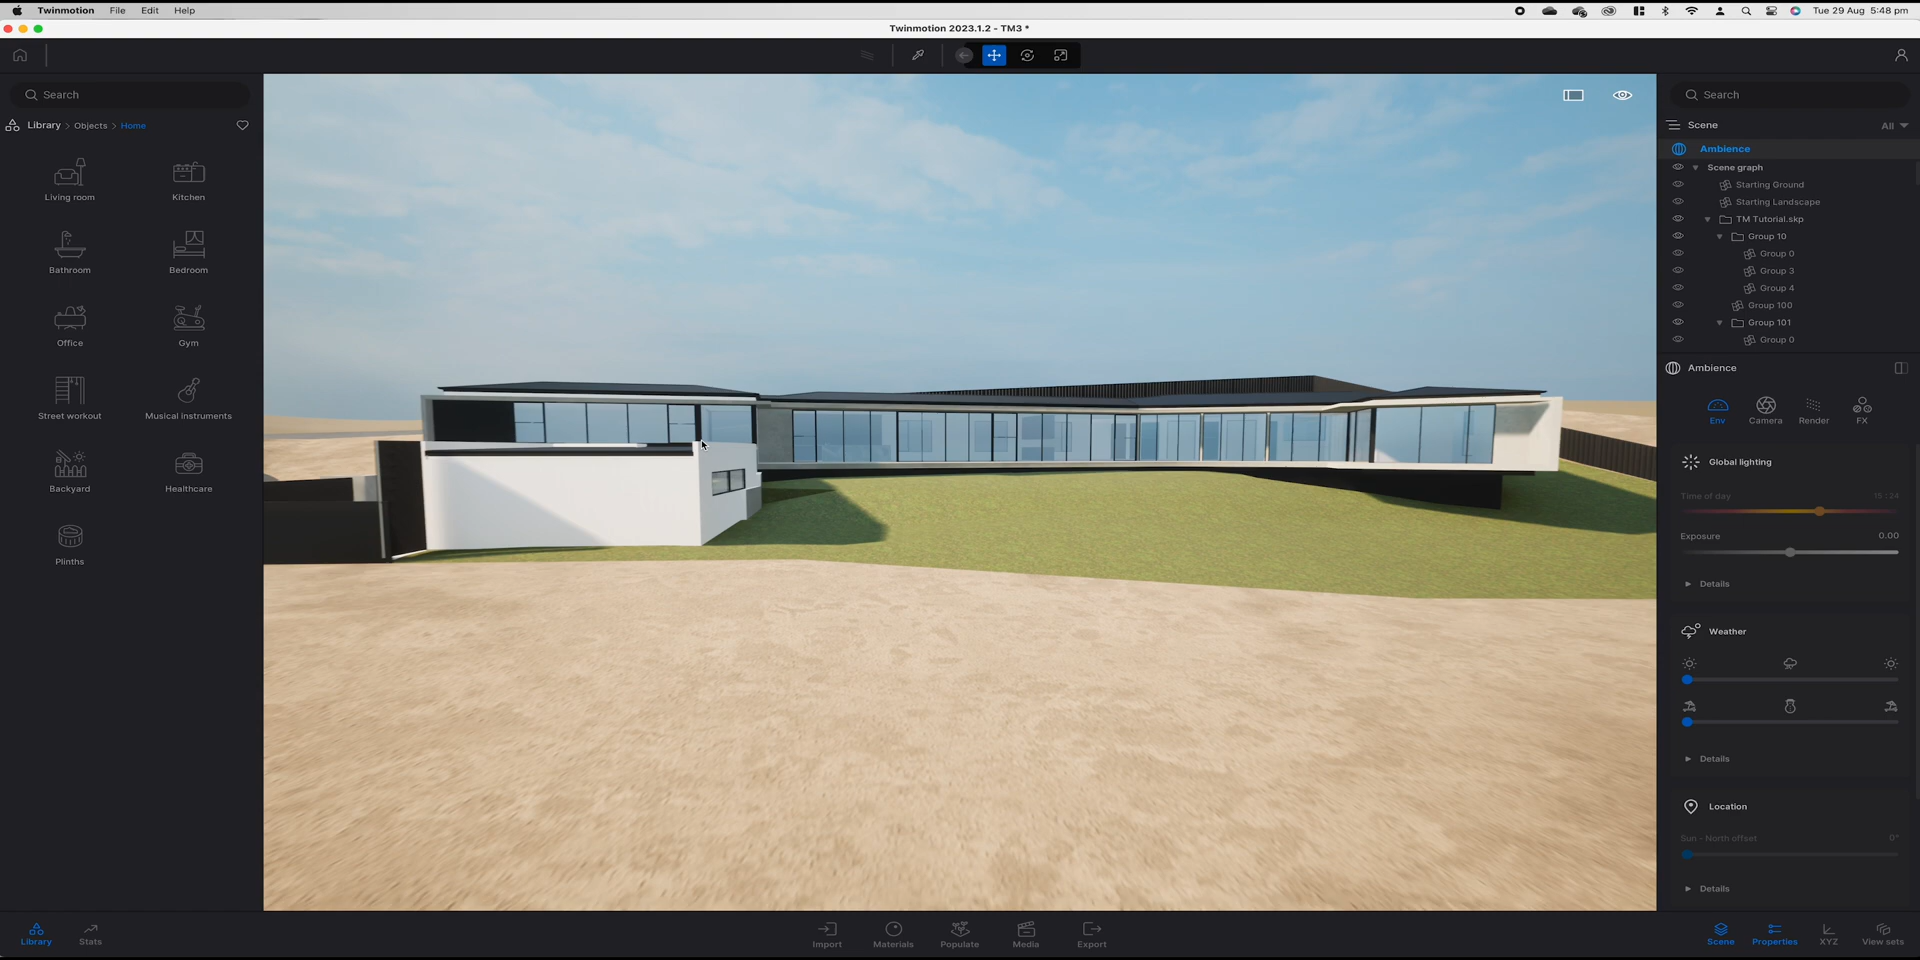 Twinmotion File Edit Help
Tue 29 Aug 5:48 pm
Twinmotion 2023.1.2 - TM3 *
Search
Library > Objects > Home
Living room
Kitchen
Bathroom
Bedroom
Office
Gym
Street workout
Musical instruments
Backyard
Healthcare
Plinths
Search
Scene
All
Ambience
Scene graph
Starting Ground
Starting Landscape
TM Tutorial.skp
Group 10
Group 0
Group 3
Group 4
Group 100
Group 101
Group 0
Ambience
Env Camera Render FX
Global lighting
Time of day 15:24
Exposure 0.00
Details
Weather
Details
Location
Sun - North offset 0°
Details
Library Stats Import Materials Populate Media Export Scene Properties XYZ View sets